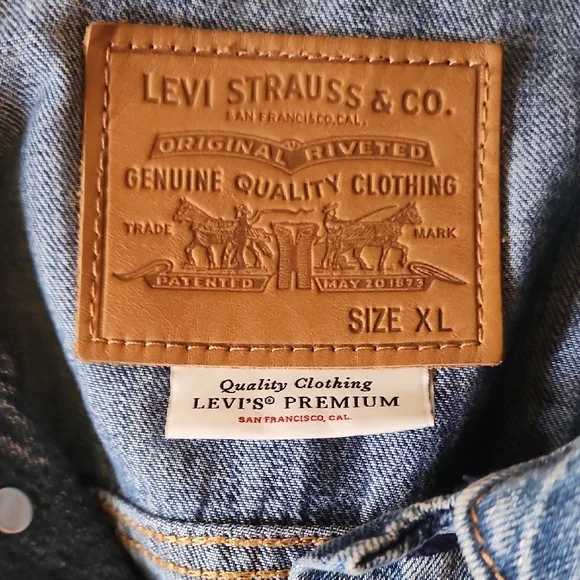 LEVI STRAUSS & CO.
SAN FRANCISCO, CAL.
ORIGINAL RIVETED
GENUINE QUALITY CLOTHING
TRADE MARK
PATENTED MAY 20 1873
SIZE XL
Quality Clothing
LEVI'S® PREMIUM
SAN FRANCISCO, CAL.